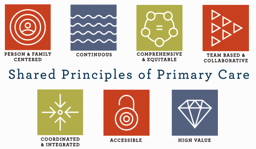 PERSON & FAMILY
CENTERED
CONTINUOUS
COMPREHENSIVE
& EQUITABLE
TEAM BASED &
COLLABORATIVE
Shared Principles of Primary Care
COORDINATED
& INTEGRATED
ACCESSIBLE
HIGH VALUE